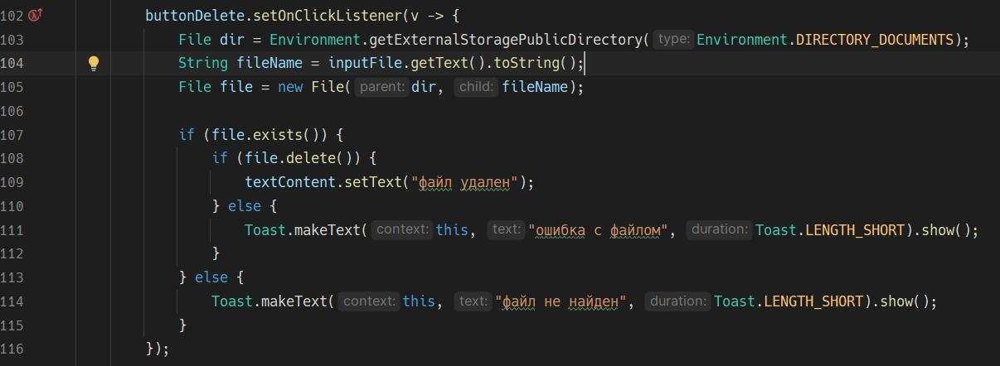 102 buttonDelete.setOnClickListener(v -> {
103 File dir = Environment.getExternalStoragePublicDirectory( type: Environment.DIRECTORY_DOCUMENTS);
104 String fileName = inputFile.getText().toString();
105 File file = new File( parent: dir, child: fileName);
106
107 if (file.exists()) {
108 if (file.delete()) {
109 textContent.setText("файл удален");
110 } else {
111 Toast.makeText( context: this, text: "ошибка с файлом", duration: Toast.LENGTH_SHORT).show();
112 }
113 } else {
114 Toast.makeText( context: this, text: "файл не найден", duration: Toast.LENGTH_SHORT).show();
115 }
116 });